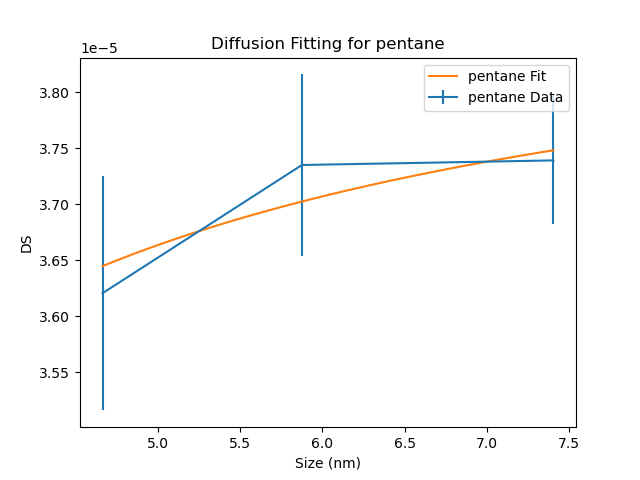 Diffusion Fitting for pentane
1e−5
pentane Fit
pentane Data
3.80
3.75
3.70
3.65
3.60
3.55
DS
5.0 5.5 6.0 6.5 7.0 7.5
Size (nm)